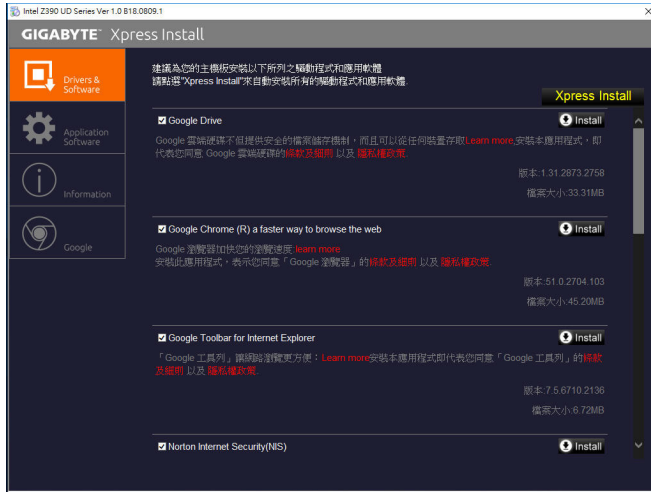 Intel Z390 UD Series Ver 1.0 B18.0809.1
GIGABYTE™ Xpress Install
Drivers &
Software
Application
Software
Information
Google
建議為您的主機板安裝以下所列之驅動程式和應用軟體
請點選"Xpress Install"來自動安裝所有的驅動程式和應用軟體.
Xpress Install
Google Drive
Install
Google 雲端硬碟不但提供安全的檔案儲存機制，而且可以從任何裝置存取Learn more,安裝本應用程式，即
代表您同意 Google 雲端硬碟的條款及細則 以及 隱私權政策.
版本:1.31.2873.2758
檔案大小:33.31MB
Google Chrome (R) a faster way to browse the web
Install
Google 瀏覽器加快您的瀏覽速度:learn more
安裝此應用程式，表示您同意「Google 瀏覽器」的條款及細則 以及 隱私權政策.
版本:51.0.2704.103
檔案大小:45.20MB
Google Toolbar for Internet Explorer
Install
「Google 工具列」讓網路瀏覽更方便：Learn more安裝本應用程式即代表您同意「Google 工具列」的條款
及細則 以及 隱私權政策.
版本:7.5.6710.2136
檔案大小:6.72MB
Norton Internet Security(NIS)
Install